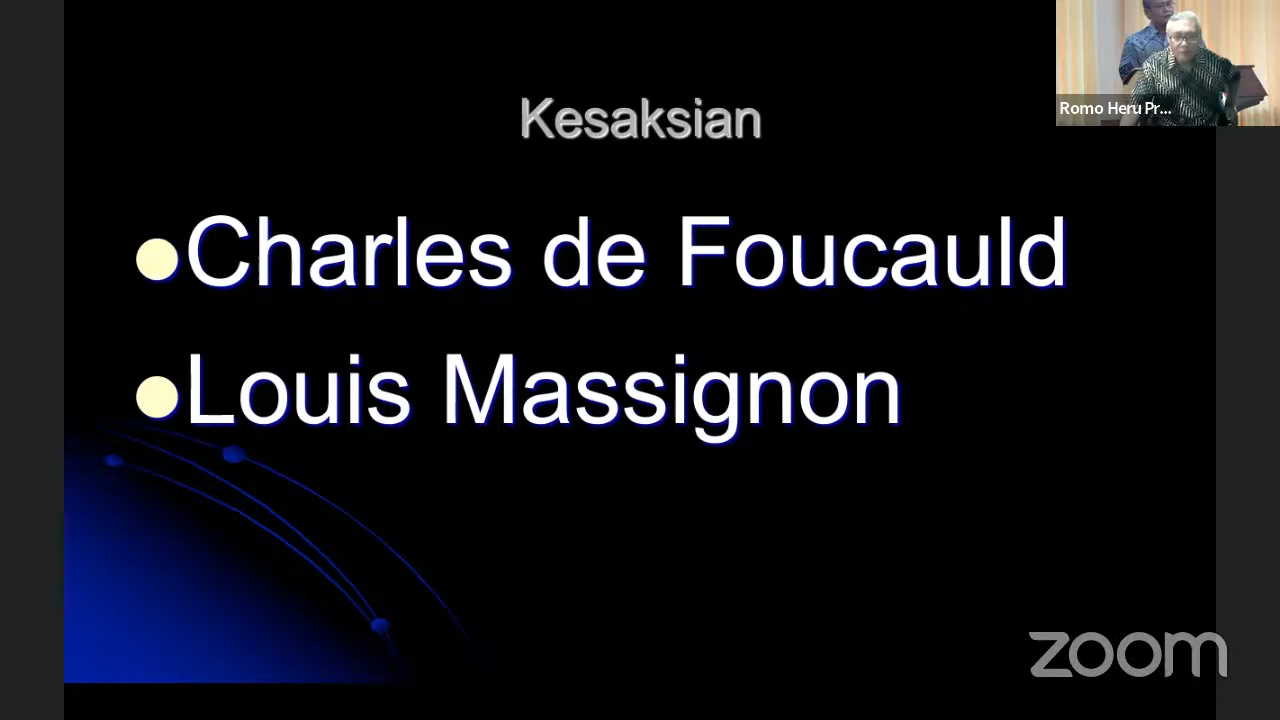 Kesaksian
Romo Heru Pr...
Charles de Foucauld
Louis Massignon
zoom